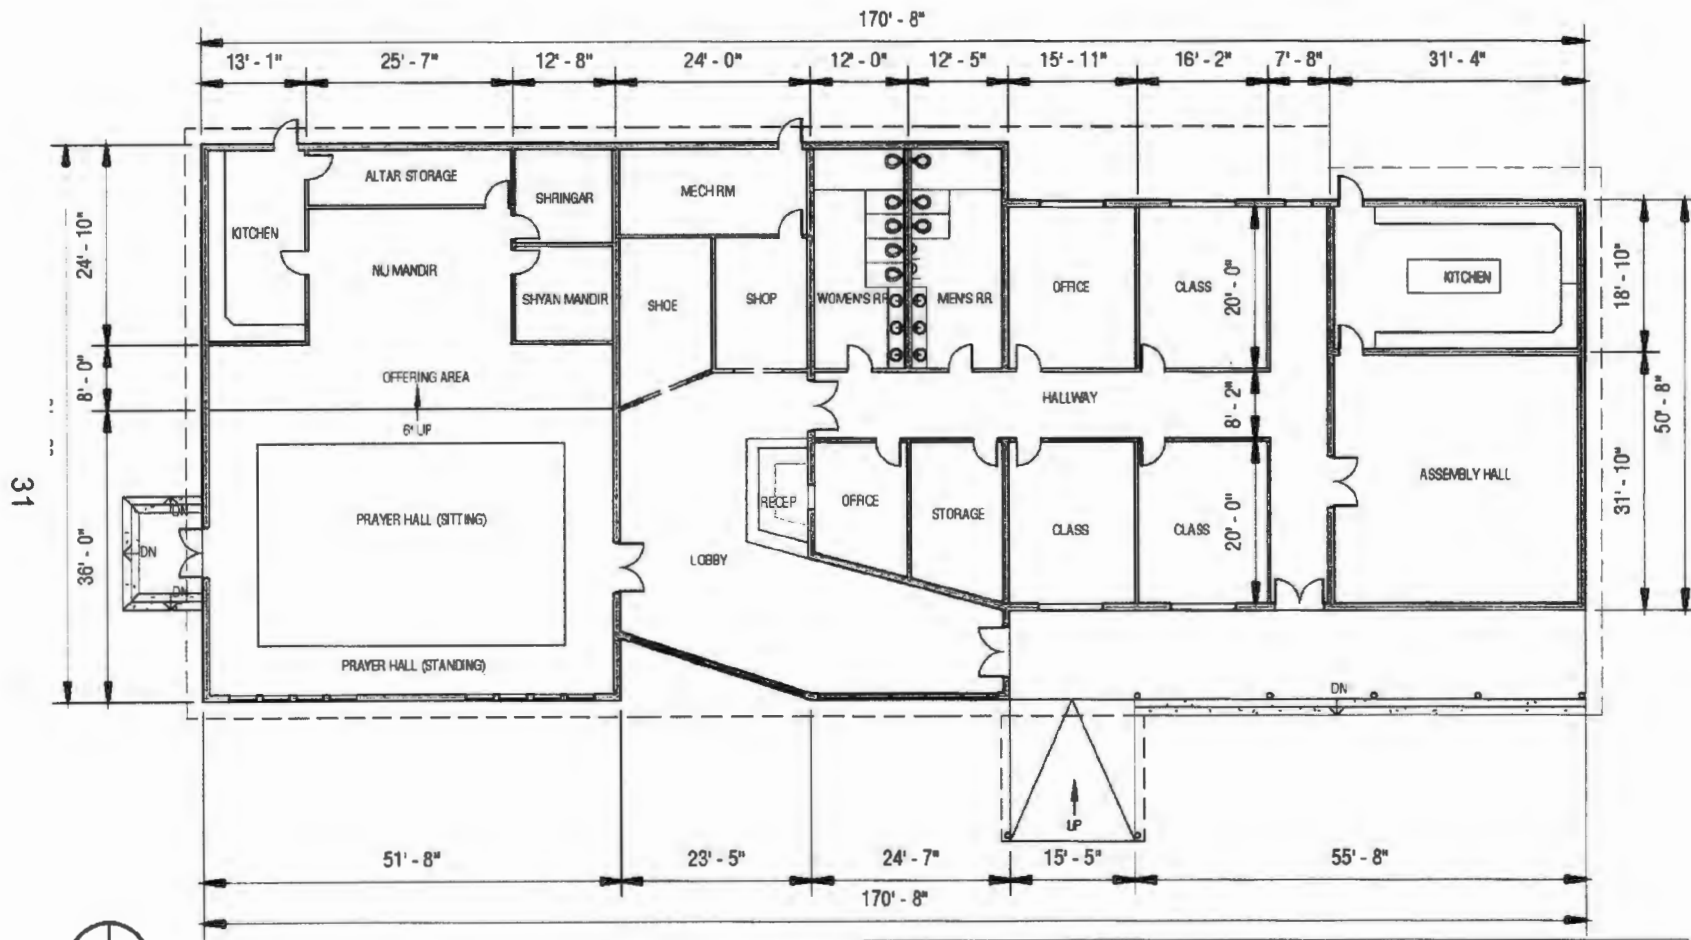 170' - 8"
13' - 1" 25' - 7" 12' - 8" 24' - 0" 12' - 0" 12' - 5" 15' - 11" 16' - 2" 7' - 8" 31' - 4"
ALTAR STORAGE
SHRINGAR
MECH RM
KITCHEN
NIJ MANDIR
SHYAN MANDIR
SHOE
SHOP
WOMEN'S RR
MEN'S R.R.
OFFICE
CLASS
20' - 0"
KITCHEN
18' - 10"
24' - 10"
8' - 0"
OFFERING AREA
6" UP
HALLWAY
8' - 2"
50' - 8"
31
36' - 0"
DN
DN
DN
PRAYER HALL (SITTING)
RECEP
OFFICE
STORAGE
CLASS
CLASS
20' - 0"
ASSEMBLY HALL
31' - 10"
LOBBY
PRAYER HALL (STANDING)
DN
UP
51' - 8" 23' - 5" 24' - 7" 15' - 5" 55' - 8"
170' - 8"